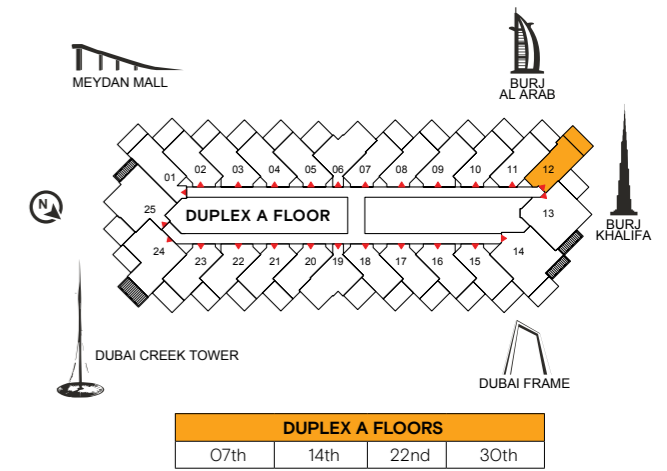 MEYDAN MALL
BURJ
AL ARAB
BURJ
KHALIFA
01 02 03 04 05 06 07 08 09 10 11 12
N
DUPLEX A FLOOR
25 13
24 23 22 21 20 19 18 17 16 15 14
DUBAI CREEK TOWER
DUBAI FRAME
DUPLEX A FLOORS
07th 14th 22nd 30th